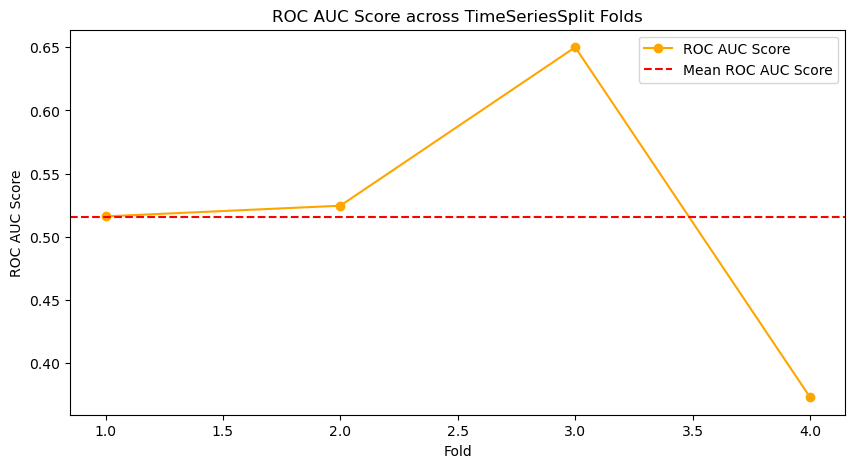 ROC AUC Score across TimeSeriesSplit Folds
ROC AUC Score
Mean ROC AUC Score
ROC AUC Score
0.65
0.60
0.55
0.50
0.45
0.40
1.0
1.5
2.0
2.5
3.0
3.5
4.0
Fold